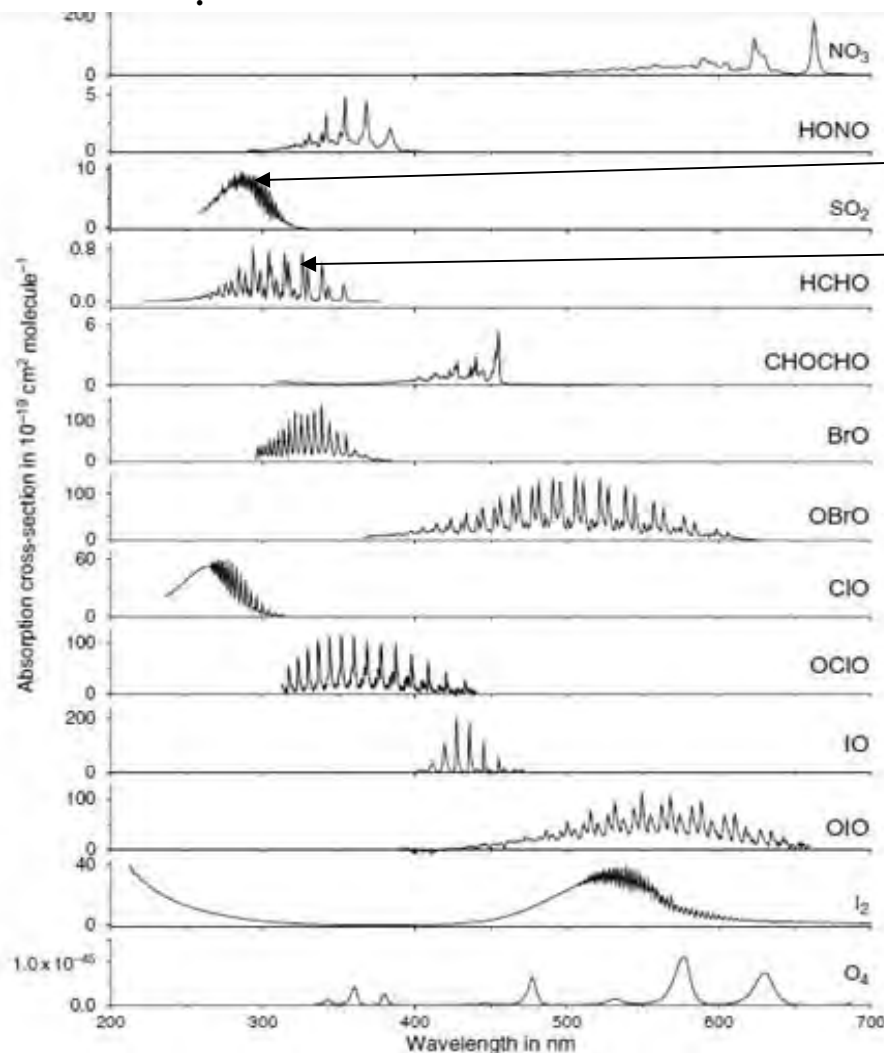 200
0
NO3
5
0
HONO
10
0
SO2
0.8
0.0
HCHO
6
0
CHOCHO
100
0
BrO
100
0
OBrO
60
0
ClO
100
0
OClO
200
0
IO
100
0
OIO
40
0
I2
1.0 x 10−45
0.0
O4
200 300 400 500 600 700
Wavelength in nm
Absorption cross-section in 10−19 cm2 molecule−1